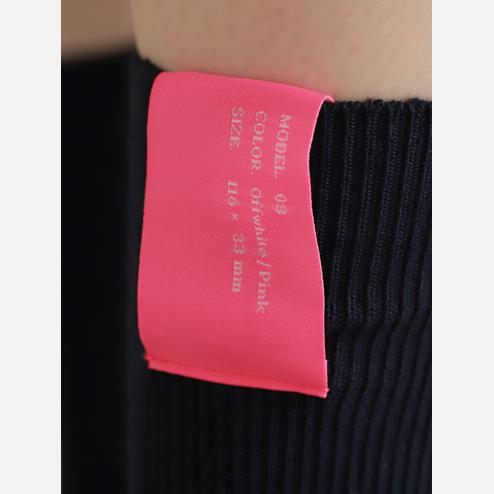 MODEL. 03
COLOR. Offwhite / Pink
SIZE. 116 × 33 mm